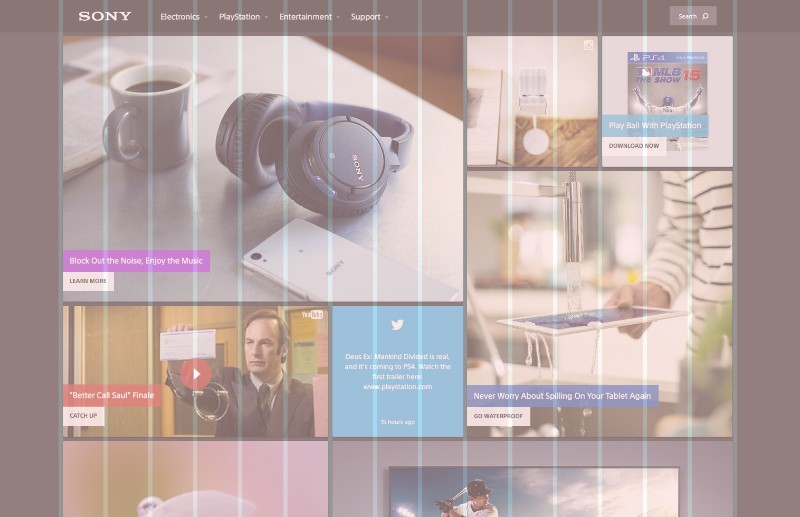 SONY
Electronics
PlayStation
Entertainment
Support
Search
SONY
SONY
Block Out the Noise, Enjoy the Music
LEARN MORE
PS4
MLB
THE SHOW 15
Play Ball With PlayStation
DOWNLOAD NOW
YouTube
"Better Call Saul" Finale
CATCH UP
Deus Ex: Mankind Divided is real,
and it's coming to PS4. Watch the
first trailer here:
www.playstation.com
15 hours ago
Never Worry About Spilling On Your Tablet Again
GO WATERPROOF